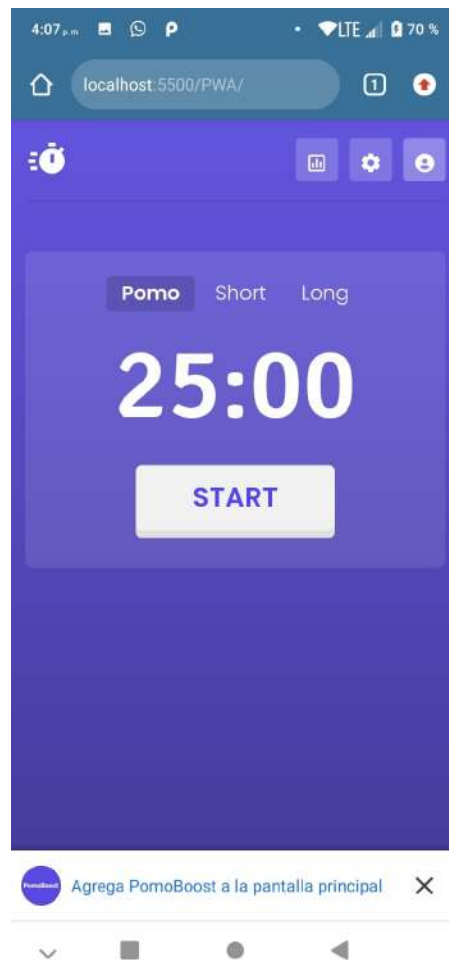 4:07 p. m. P LTE 70 %
localhost:5500/PWA/ 1
Pomo Short Long
25:00
START
PomoBoost Agrega PomoBoost a la pantalla principal